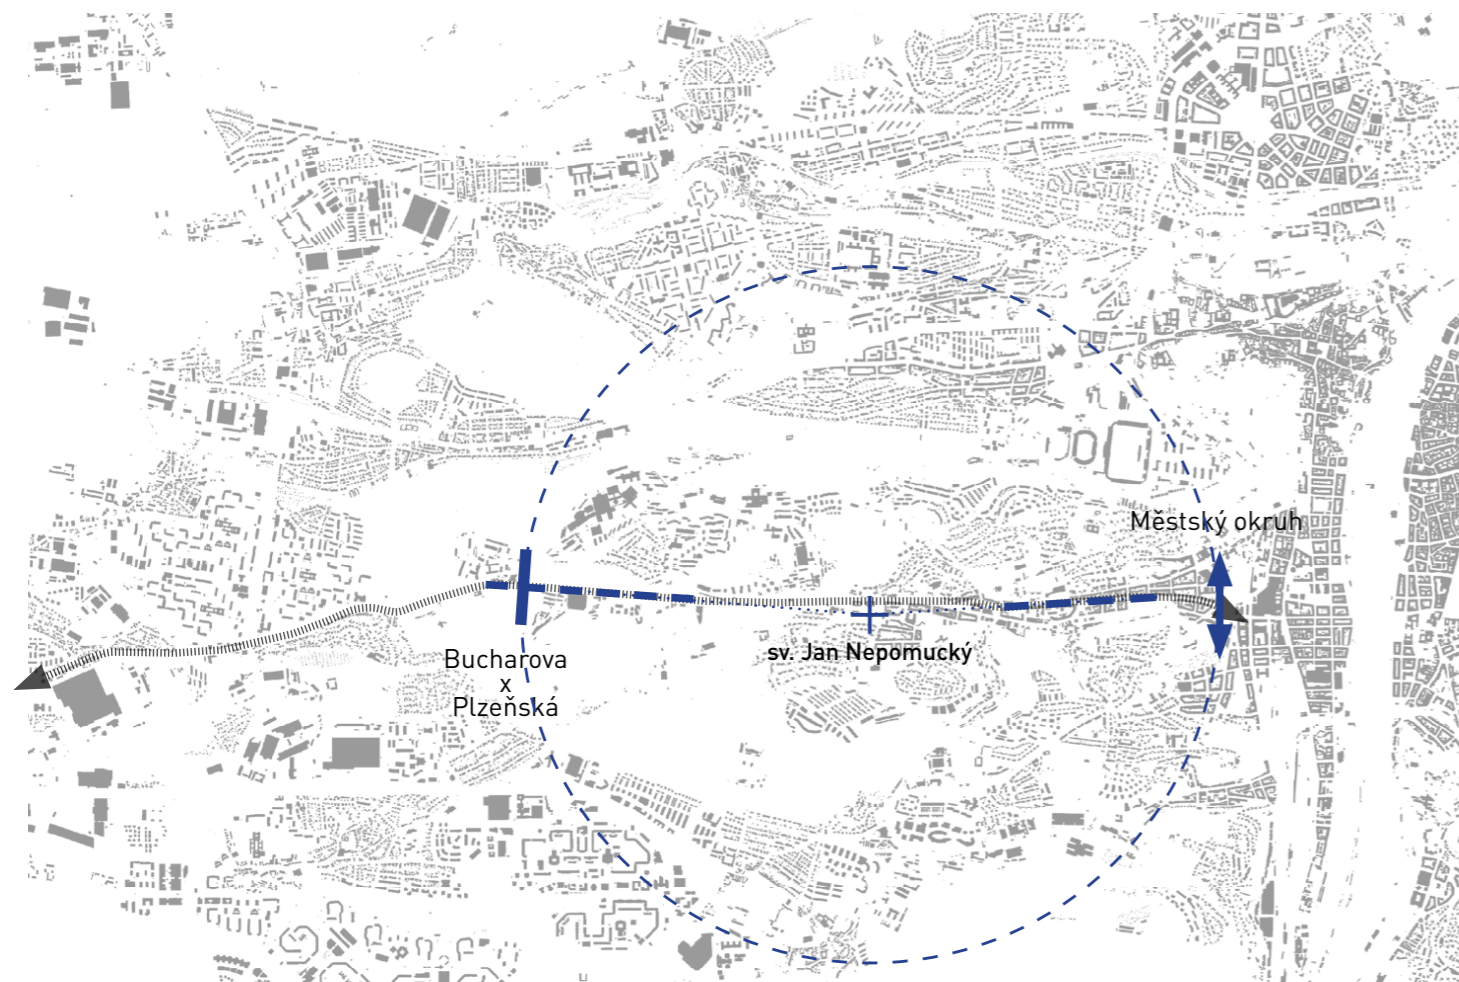 Městský okruh
sv. Jan Nepomucký
Bucharova
x
Plzeňská